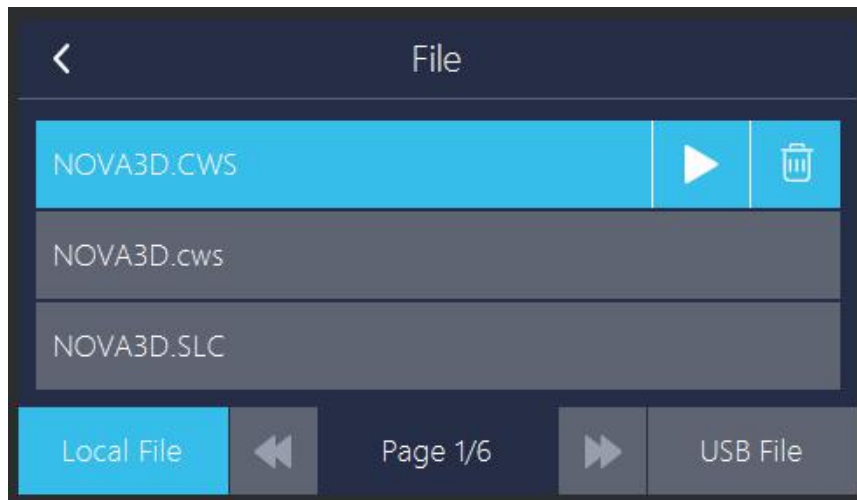 File
NOVA3D.CWS
NOVA3D.cws
NOVA3D.SLC
Local File Page 1/6 USB File